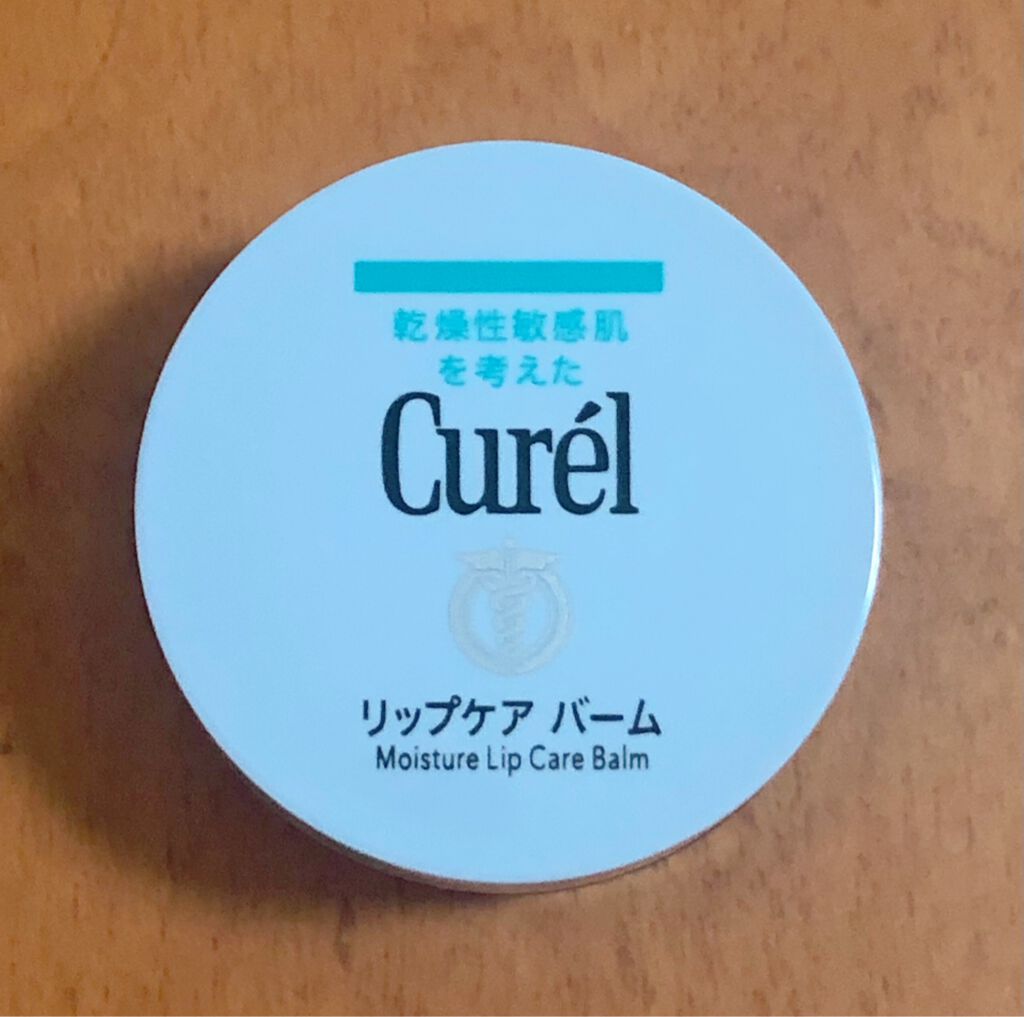 乾燥性敏感肌
を考えた
Curél
リップケア バーム
Moisture Lip Care Balm